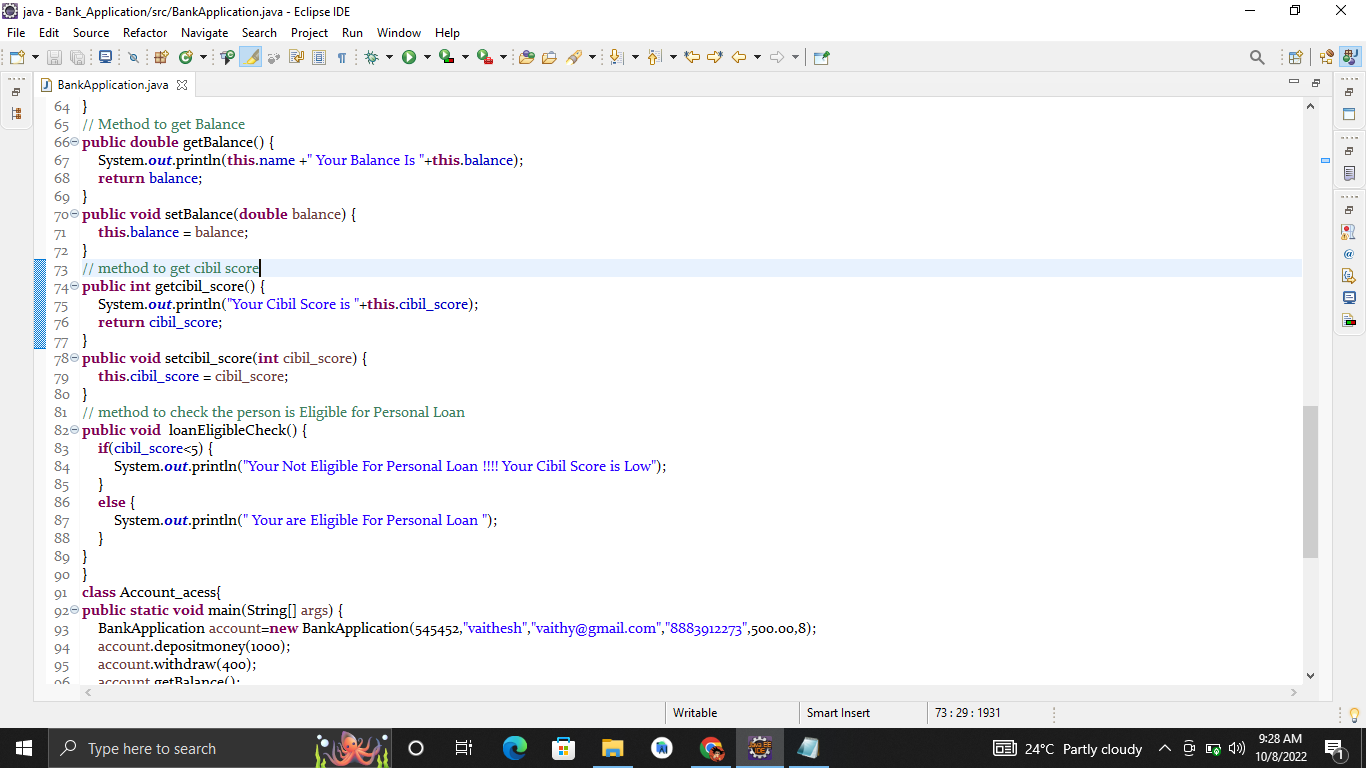 java - Bank_Application/src/BankApplication.java - Eclipse IDE
File Edit Source Refactor Navigate Search Project Run Window Help
BankApplication.java
64 }
65 // Method to get Balance
66 public double getBalance() {
67 System.out.println(this.name +" Your Balance Is "+this.balance);
68 return balance;
69 }
70 public void setBalance(double balance) {
71 this.balance = balance;
72 }
73 // method to get cibil score
74 public int getcibil_score() {
75 System.out.println("Your Cibil Score is "+this.cibil_score);
76 return cibil_score;
77 }
78 public void setcibil_score(int cibil_score) {
79 this.cibil_score = cibil_score;
80 }
81 // method to check the person is Eligible for Personal Loan
82 public void  loanEligibleCheck() {
83 if(cibil_score<5) {
84 System.out.println("Your Not Eligible For Personal Loan !!!! Your Cibil Score is Low");
85 }
86 else {
87 System.out.println(" Your are Eligible For Personal Loan ");
88 }
89 }
90 }
91 class Account_acess{
92 public static void main(String[] args) {
93 BankApplication account=new BankApplication(545452,"vaithesh","vaithy@gmail.com","8883912273",500.00,8);
94 account.depositmoney(1000);
95 account.withdraw(400);
96 account.getBalance();
Writable Smart Insert 73 : 29 : 1931
Type here to search
24°C Partly cloudy
9:28 AM
10/8/2022
1